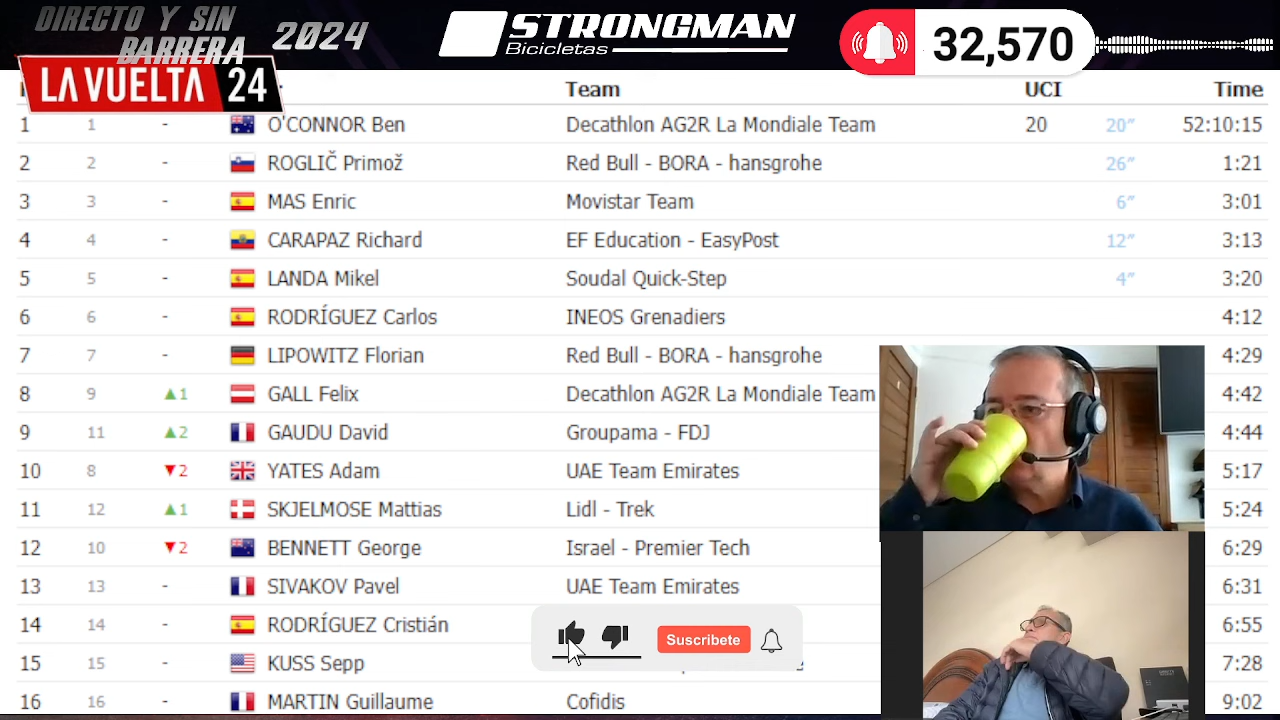 DIRECTO Y SIN BARRERA 2024
STRONGMAN
Bicicletas
32,570
LA VUELTA 24
Team UCI Time
1 1 - O'CONNOR Ben Decathlon AG2R La Mondiale Team 20 20″ 52:10:15
2 2 - ROGLIČ Primož Red Bull - BORA - hansgrohe 26″ 1:21
3 3 - MAS Enric Movistar Team 6″ 3:01
4 4 - CARAPAZ Richard EF Education - EasyPost 12″ 3:13
5 5 - LANDA Mikel Soudal Quick-Step 4″ 3:20
6 6 - RODRÍGUEZ Carlos INEOS Grenadiers 4:12
7 7 - LIPOWITZ Florian Red Bull - BORA - hansgrohe 4:29
8 9 ▲1 GALL Felix Decathlon AG2R La Mondiale Team 4:42
9 11 ▲2 GAUDU David Groupama - FDJ 4:44
10 8 ▼2 YATES Adam UAE Team Emirates 5:17
11 12 ▲1 SKJELMOSE Mattias Lidl - Trek 5:24
12 10 ▼2 BENNETT George Israel - Premier Tech 6:29
13 13 - SIVAKOV Pavel UAE Team Emirates 6:31
14 14 - RODRÍGUEZ Cristián 6:55
Suscribete
15 15 - KUSS Sepp 7:28
16 16 - MARTIN Guillaume Cofidis 9:02